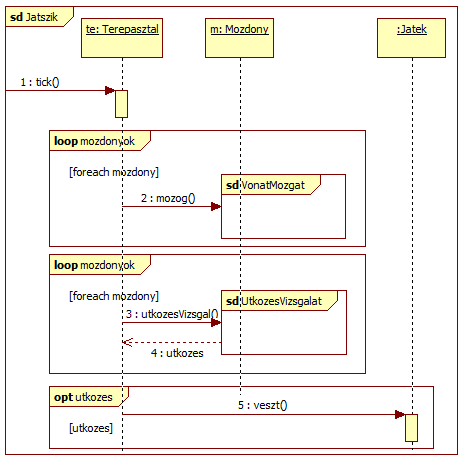 sd Jatszik
te: Terepasztal
m: Mozdony
:Jatek
1 : tick()
loop mozdonyok
[foreach mozdony]
sd VonatMozgat
2 : mozog()
loop mozdonyok
[foreach mozdony]
sd UtkozesVizsgalat
3 : utkozesVizsgal()
4 : utkozes
opt utkozes
5 : veszt()
[utkozes]